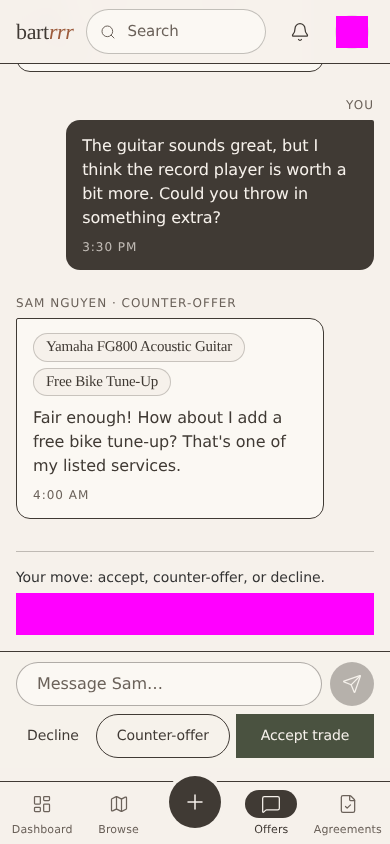 bartrrr
Search
YOU
The guitar sounds great, but I
think the record player is worth a
bit more. Could you throw in
something extra?
3:30 PM
SAM NGUYEN · COUNTER-OFFER
Yamaha FG800 Acoustic Guitar
Free Bike Tune-Up
Fair enough! How about I add a
free bike tune-up? That's one of
my listed services.
4:00 AM
Your move: accept, counter-offer, or decline.
Message Sam...
Decline
Counter-offer
Accept trade
Dashboard
Browse
Offers
Agreements